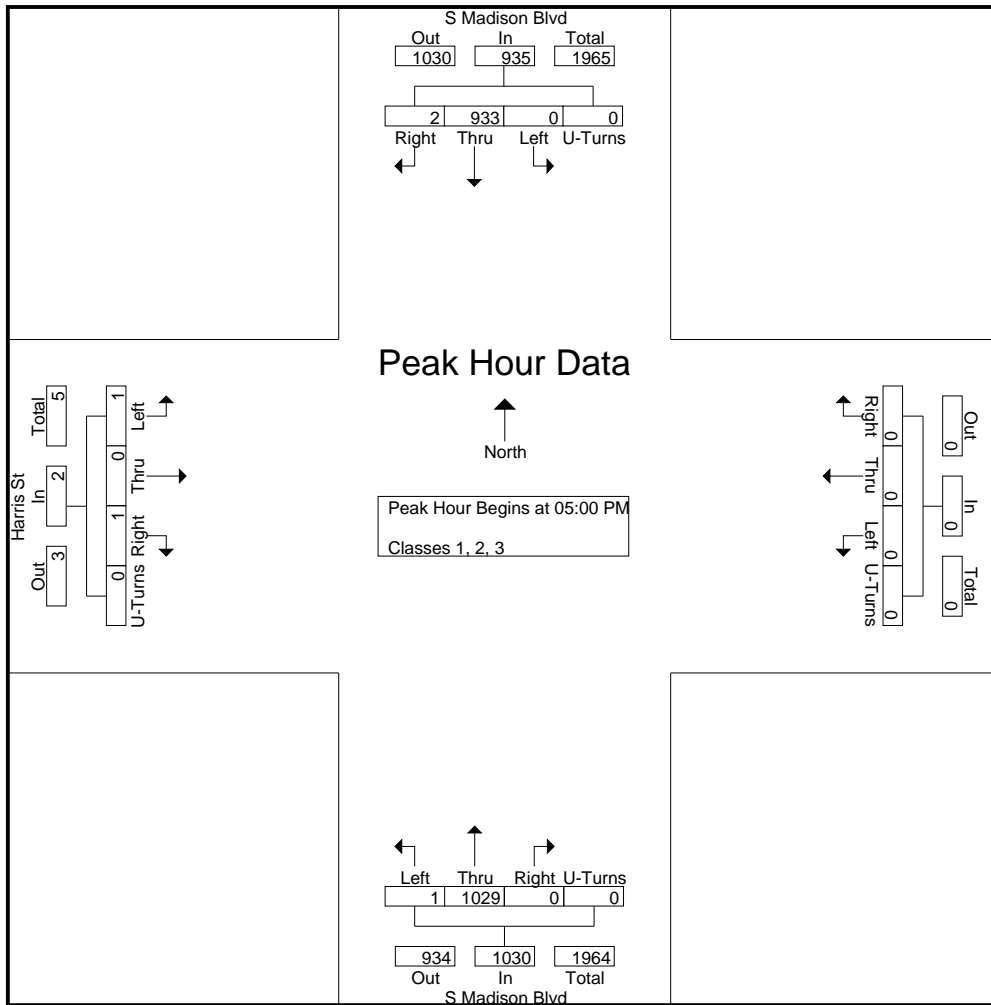 S Madison Blvd
Out In Total
1030 935 1965
2 933 0 0
Right Thru Left U-Turns
Peak Hour Data
North
Peak Hour Begins at 05:00 PM
Classes 1, 2, 3
Harris St
Out In Total
3 2 5
0 1 0 1
U-Turns Right Thru Left
Out In Total
0 0 0
0 0 0 0
Right Thru Left U-Turns
Left Thru Right U-Turns
1 1029 0 0
934 1030 1964
Out In Total
S Madison Blvd